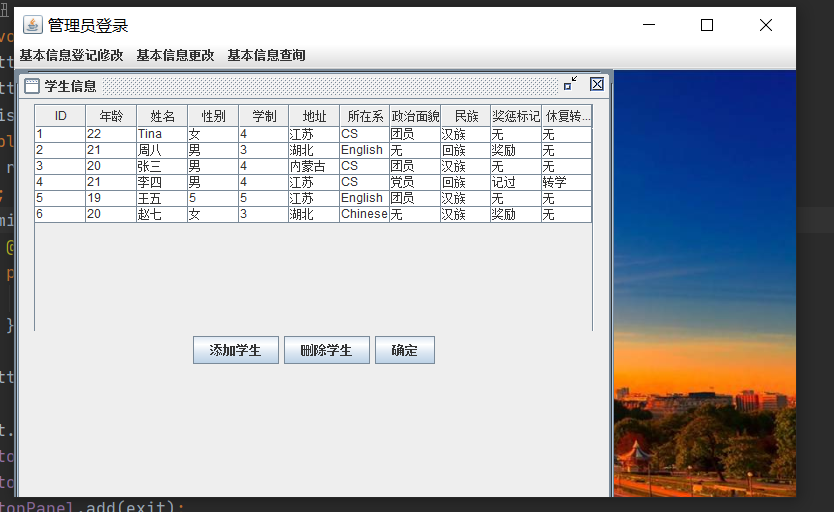 管理员登录
基本信息登记修改 基本信息更改 基本信息查询
学生信息
ID 年龄 姓名 性别 学制 地址 所在系 政治面貌 民族 奖惩标记 休复转...
1 22 Tina 女 4 江苏 CS 团员 汉族 无 无
2 21 周八 男 3 湖北 English 无 回族 奖励 无
3 20 张三 男 4 内蒙古 CS 团员 汉族 无 无
4 21 李四 男 4 江苏 CS 党员 回族 记过 转学
5 19 王五 5 5 江苏 English 团员 汉族 无 无
6 20 赵七 女 3 湖北 Chinese 无 汉族 奖励 无
添加学生 删除学生 确定
topPanel.add(exit);